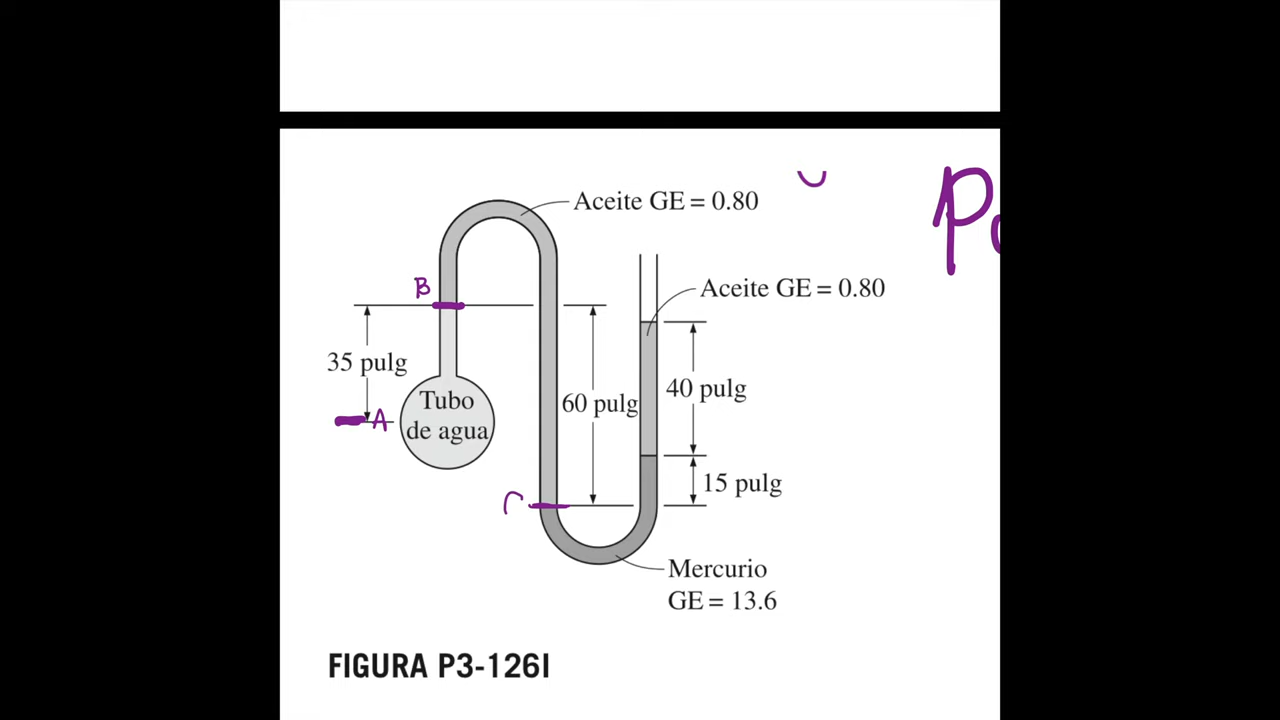 Aceite GE = 0.80
P
B
Aceite GE = 0.80
35 pulg
40 pulg
60 pulg
A
Tubo
de agua
15 pulg
Mercurio
GE = 13.6
FIGURA P3-126I